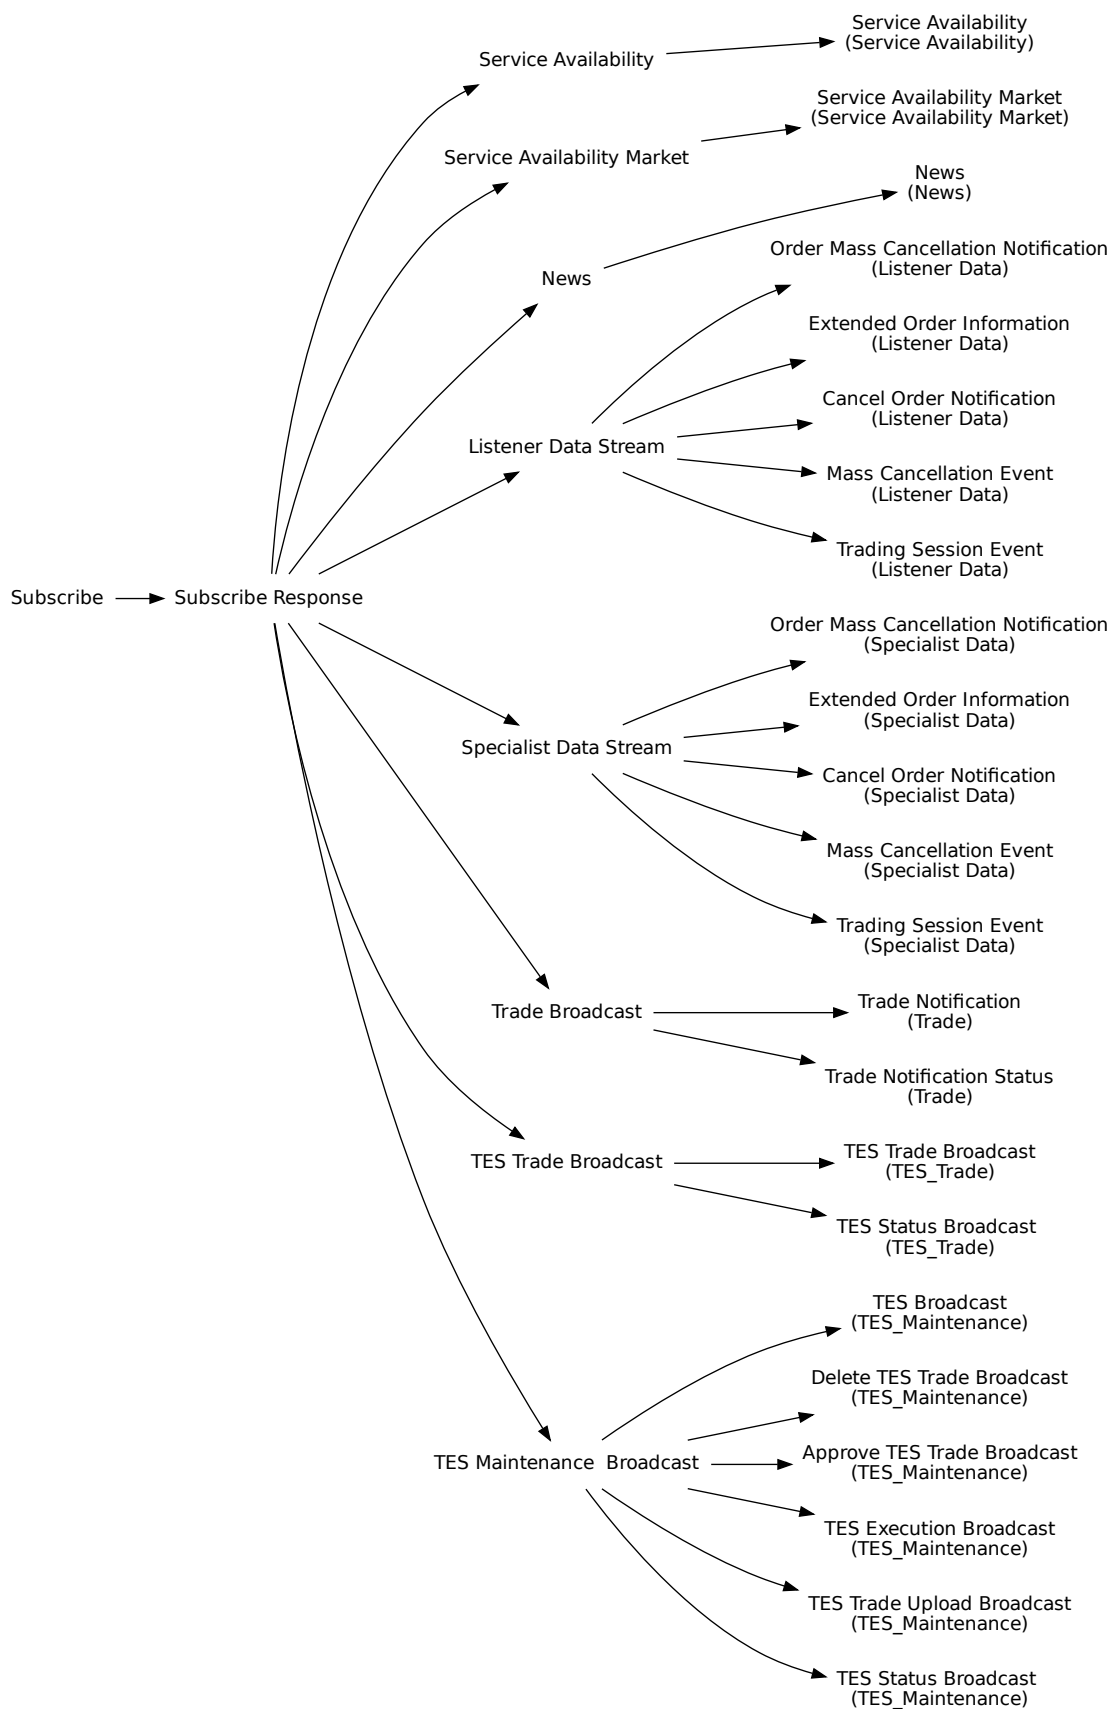 Subscribe
Subscribe Response
Service Availability
Service Availability
(Service Availability)
Service Availability Market
Service Availability Market
(Service Availability Market)
News
News
(News)
Listener Data Stream
Order Mass Cancellation Notification
(Listener Data)
Extended Order Information
(Listener Data)
Cancel Order Notification
(Listener Data)
Mass Cancellation Event
(Listener Data)
Trading Session Event
(Listener Data)
Specialist Data Stream
Order Mass Cancellation Notification
(Specialist Data)
Extended Order Information
(Specialist Data)
Cancel Order Notification
(Specialist Data)
Mass Cancellation Event
(Specialist Data)
Trading Session Event
(Specialist Data)
Trade Broadcast
Trade Notification
(Trade)
Trade Notification Status
(Trade)
TES Trade Broadcast
TES Trade Broadcast
(TES_Trade)
TES Status Broadcast
(TES_Trade)
TES Maintenance  Broadcast
TES Broadcast
(TES_Maintenance)
Delete TES Trade Broadcast
(TES_Maintenance)
Approve TES Trade Broadcast
(TES_Maintenance)
TES Execution Broadcast
(TES_Maintenance)
TES Trade Upload Broadcast
(TES_Maintenance)
TES Status Broadcast
(TES_Maintenance)